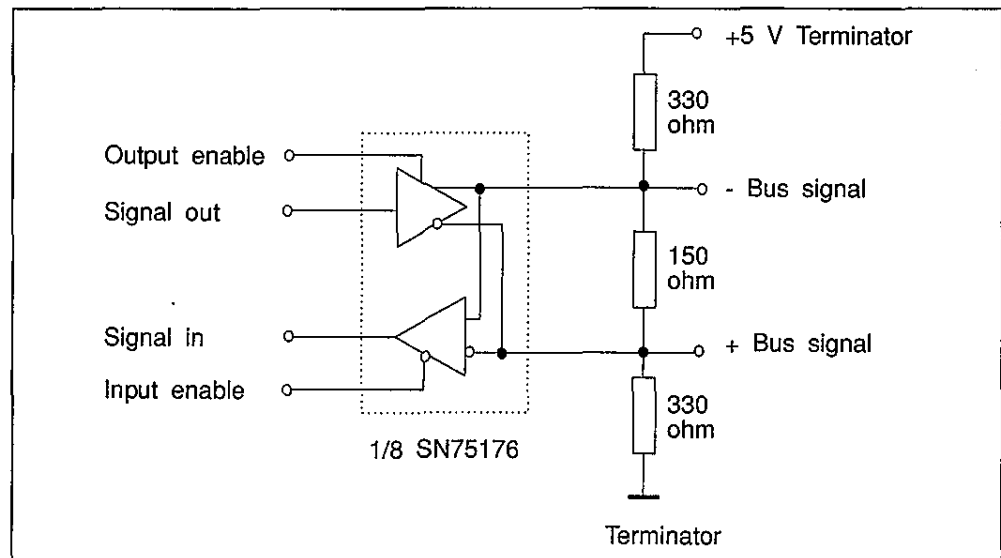 +5 V Terminator
330
ohm
Output enable
- Bus signal
Signal out
150
ohm
Signal in
+ Bus signal
Input enable
330
ohm
1/8 SN75176
Terminator